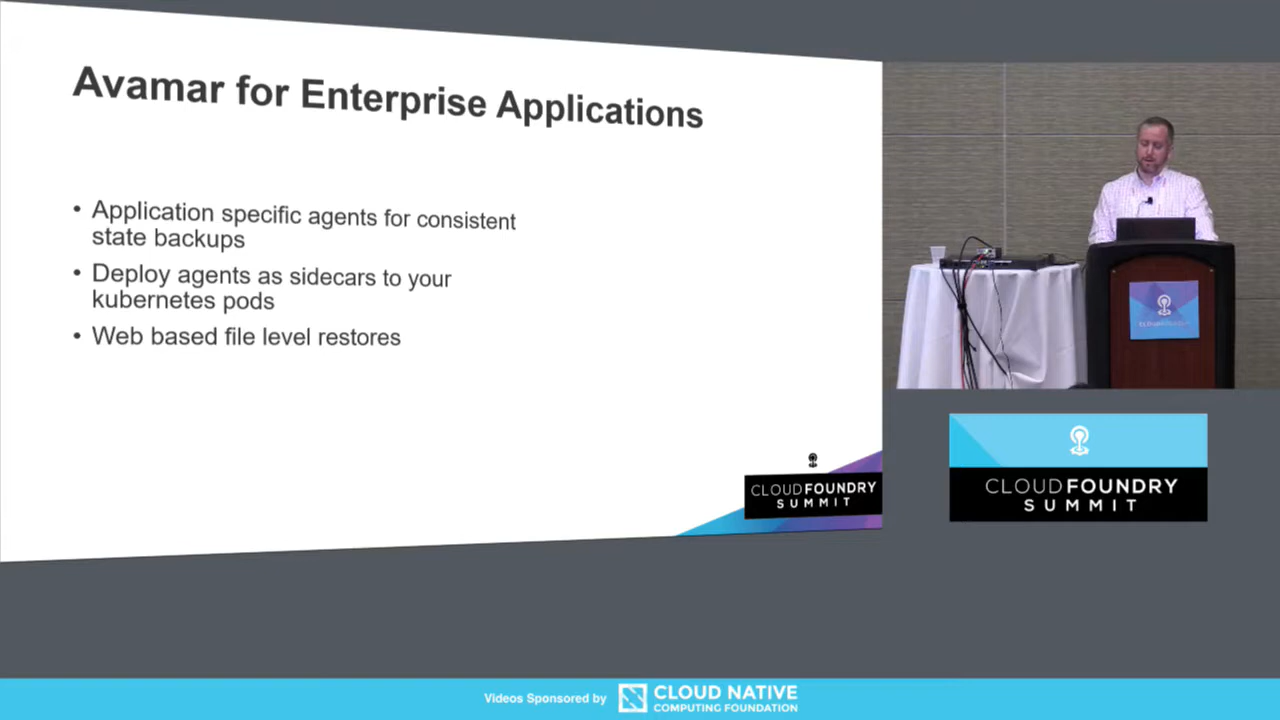 Avamar for Enterprise Applications
• Application specific agents for consistent
state backups
• Deploy agents as sidecars to your
kubernetes pods
• Web based file level restores
CLOUDFOUNDRY
SUMMIT
CLOUDFOUNDRY
SUMMIT
Videos Sponsored by
CLOUD NATIVE
COMPUTING FOUNDATION